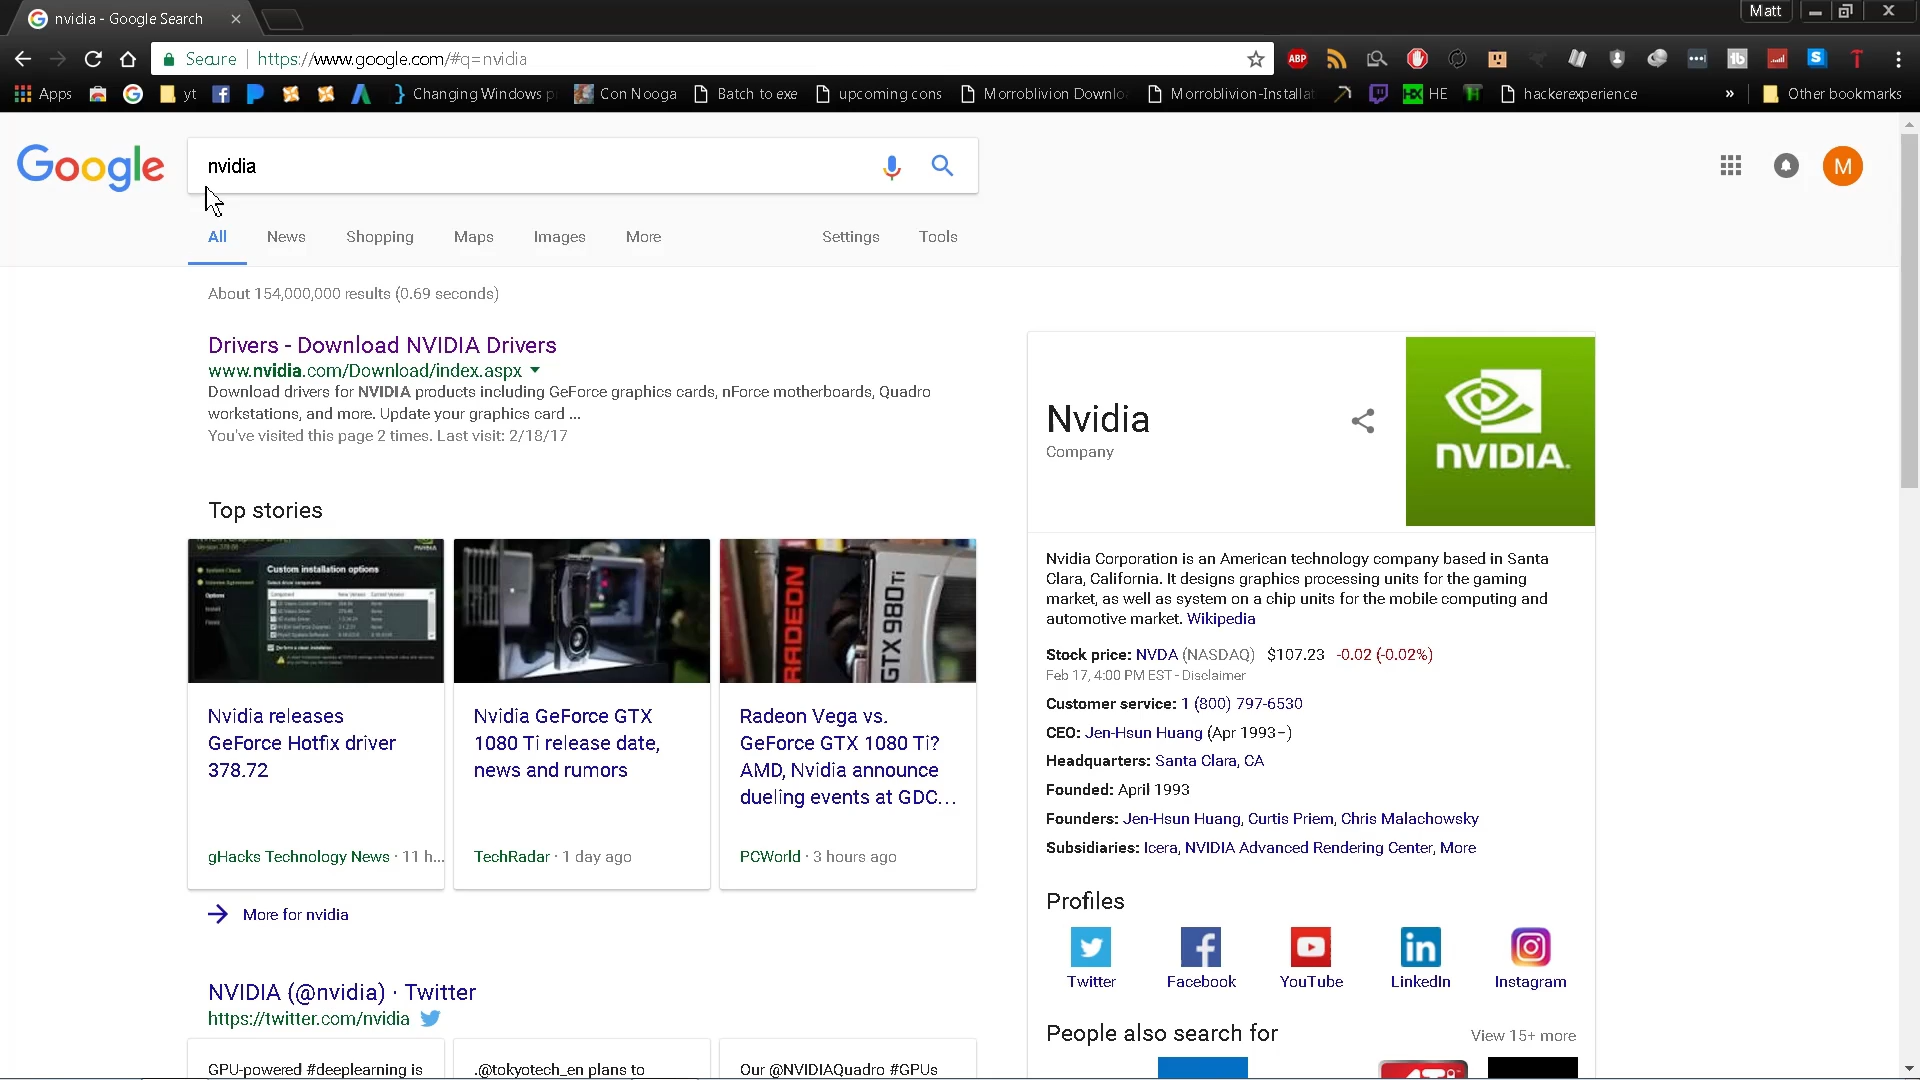 nvidia - Google Search
Matt
Secure
https://www.google.com/#q=nvidia
ABP
Apps
yt
Changing Windows p
Con Nooga
Batch to exe
upcoming cons
Morroblivion Downlo
Morroblivion-Installat
HE
hackerexperience
»
Other bookmarks
Google
nvidia
M
All
News
Shopping
Maps
Images
More
Settings
Tools
About 154,000,000 results (0.69 seconds)
Drivers - Download NVIDIA Drivers
www.nvidia.com/Download/index.aspx
Download drivers for NVIDIA products including GeForce graphics cards, nForce motherboards, Quadro
workstations, and more. Update your graphics card ...
You've visited this page 2 times. Last visit: 2/18/17
Top stories
Custom installation options
RADEON
GTX 980 Ti
Nvidia releases
GeForce Hotfix driver
378.72
gHacks Technology News · 11 h...
Nvidia GeForce GTX
1080 Ti release date,
news and rumors
TechRadar · 1 day ago
Radeon Vega vs.
GeForce GTX 1080 Ti?
AMD, Nvidia announce
dueling events at GDC...
PCWorld · 3 hours ago
More for nvidia
NVIDIA (@nvidia) · Twitter
https://twitter.com/nvidia
GPU-powered #deeplearning is
.@tokyotech_en plans to
Our @NVIDIAQuadro #GPUs
Nvidia
Company
NVIDIA.
Nvidia Corporation is an American technology company based in Santa
Clara, California. It designs graphics processing units for the gaming
market, as well as system on a chip units for the mobile computing and
automotive market. Wikipedia
Stock price: NVDA (NASDAQ) $107.23 -0.02 (-0.02%)
Feb 17, 4:00 PM EST - Disclaimer
Customer service: 1 (800) 797-6530
CEO: Jen-Hsun Huang (Apr 1993–)
Headquarters: Santa Clara, CA
Founded: April 1993
Founders: Jen-Hsun Huang, Curtis Priem, Chris Malachowsky
Subsidiaries: Icera, NVIDIA Advanced Rendering Center, More
Profiles
Twitter
Facebook
YouTube
LinkedIn
Instagram
People also search for
View 15+ more